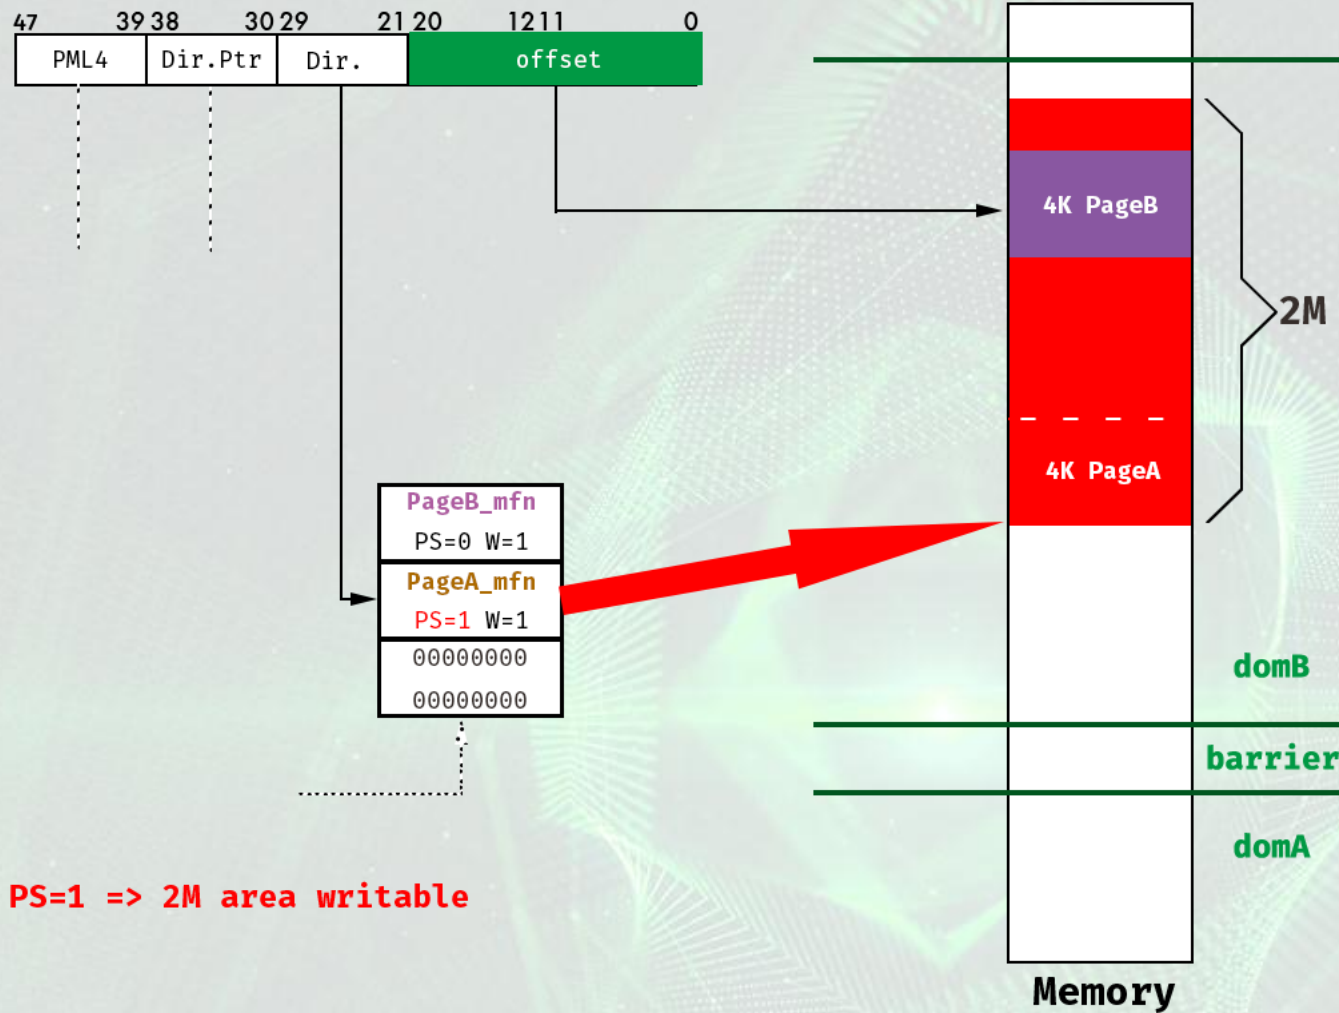 47 39 38 30 29 21 20 12 11 0
PML4 Dir.Ptr Dir. offset
4K PageB
2M
4K PageA
PageB_mfn
PS=0 W=1
PageA_mfn
PS=1 W=1
00000000
00000000
domB
barrier
domA
PS=1 => 2M area writable
Memory